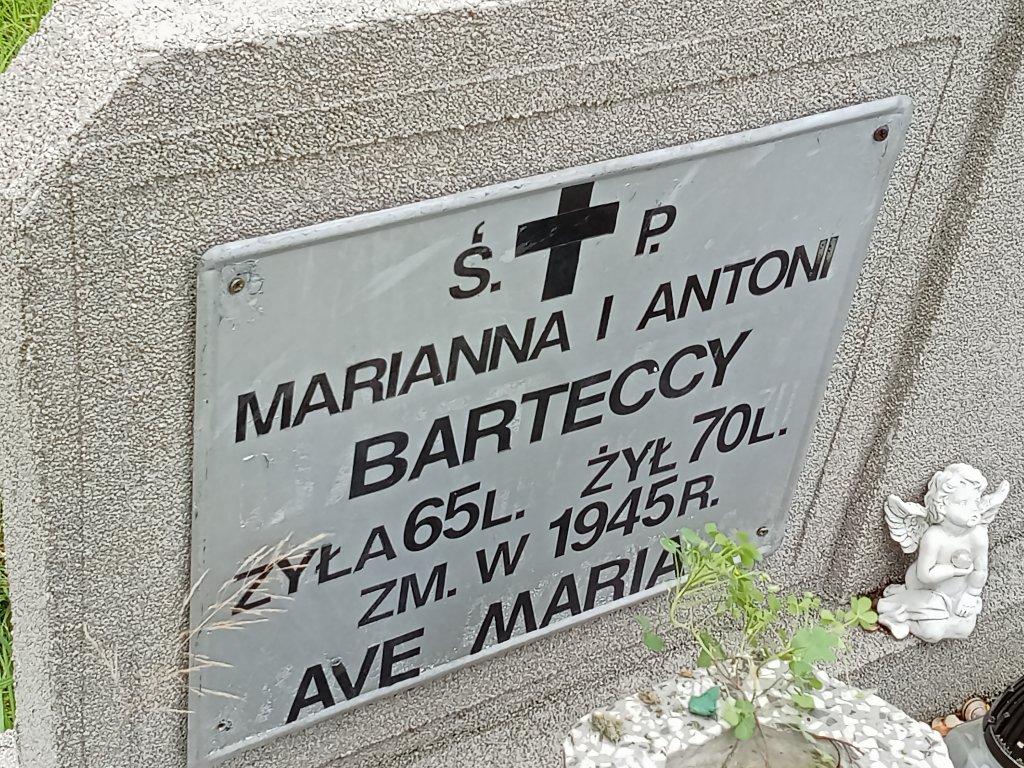 Ś. P.
MARIANNA I ANTONI
BARTECCY
ŻYŁA 65L. ŻYŁ 70L.
ZM. W 1945R.
AVE MARIA